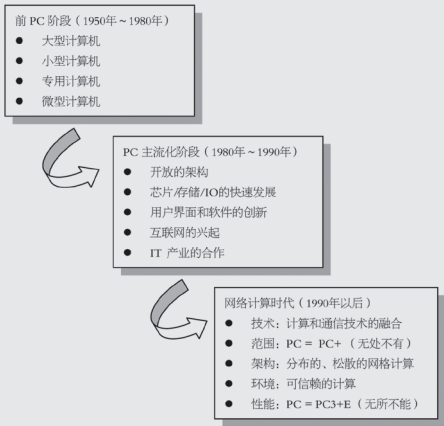 前 PC 阶段（1950年～1980年）
● 大型计算机
● 小型计算机
● 专用计算机
● 微型计算机
PC 主流化阶段（1980年～1990年）
● 开放的架构
● 芯片/存储/IO的快速发展
● 用户界面和软件的创新
● 互联网的兴起
● IT 产业的合作
网络计算时代（1990年以后）
● 技术：计算和通信技术的融合
● 范围：PC = PC+（无处不有）
● 架构：分布的、松散的网格计算
● 环境：可信赖的计算
● 性能：PC = PC3+E（无所不能）